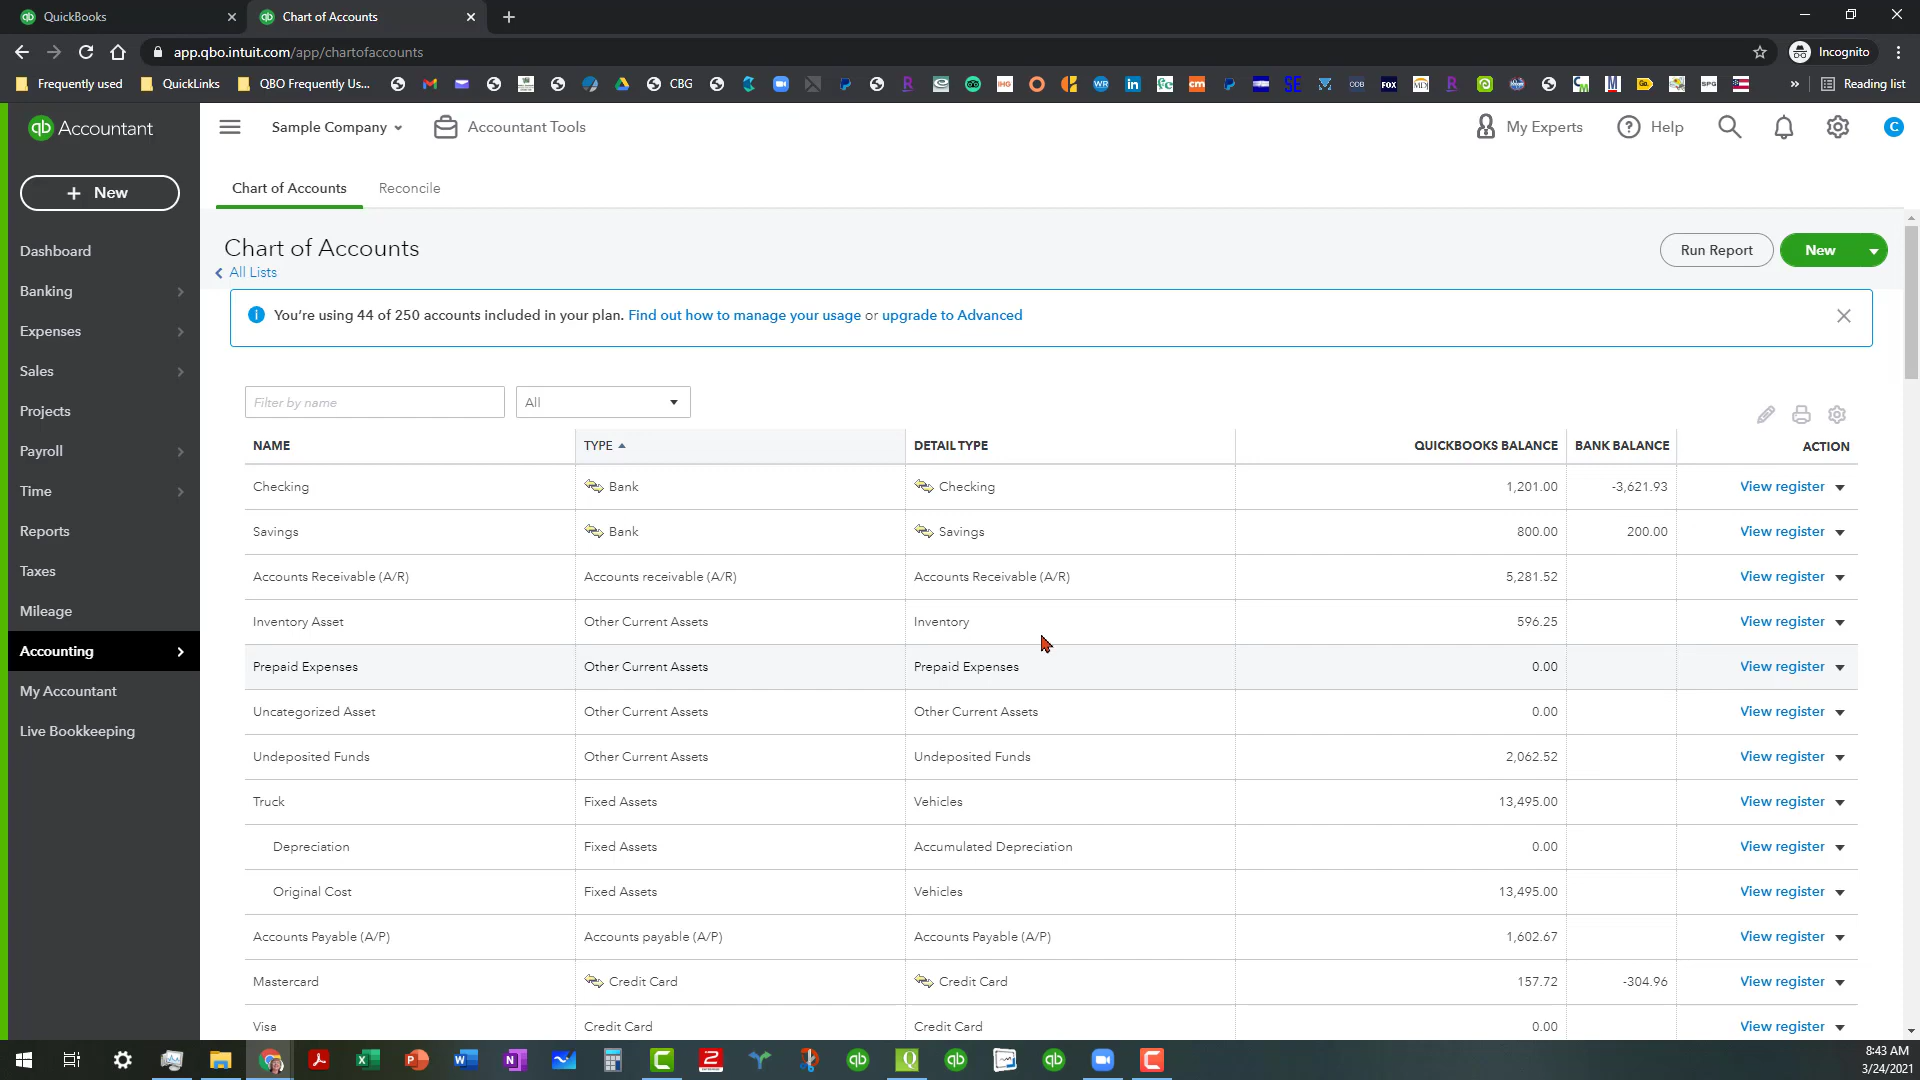 QuickBooks
Chart of Accounts
app.qbo.intuit.com/app/chartofaccounts
Incognito
Frequently used
QuickLinks
QBO Frequently Us...
CBG
Reading list
qb Accountant
Sample Company
Accountant Tools
My Experts
Help
C
+ New
Chart of Accounts
Reconcile
Dashboard
Banking
Expenses
Sales
Projects
Payroll
Time
Reports
Taxes
Mileage
Accounting
My Accountant
Live Bookkeeping
Chart of Accounts
All Lists
Run Report
New
You're using 44 of 250 accounts included in your plan. Find out how to manage your usage or upgrade to Advanced
Filter by name
All
NAME TYPE DETAIL TYPE QUICKBOOKS BALANCE BANK BALANCE ACTION
Checking Bank Checking 1,201.00 -3,621.93 View register
Savings Bank Savings 800.00 200.00 View register
Accounts Receivable (A/R) Accounts receivable (A/R) Accounts Receivable (A/R) 5,281.52 View register
Inventory Asset Other Current Assets Inventory 596.25 View register
Prepaid Expenses Other Current Assets Prepaid Expenses 0.00 View register
Uncategorized Asset Other Current Assets Other Current Assets 0.00 View register
Undeposited Funds Other Current Assets Undeposited Funds 2,062.52 View register
Truck Fixed Assets Vehicles 13,495.00 View register
Depreciation Fixed Assets Accumulated Depreciation 0.00 View register
Original Cost Fixed Assets Vehicles 13,495.00 View register
Accounts Payable (A/P) Accounts payable (A/P) Accounts Payable (A/P) 1,602.67 View register
Mastercard Credit Card Credit Card 157.72 -304.96 View register
Visa Credit Card Credit Card 0.00 View register
8:43 AM
3/24/2021